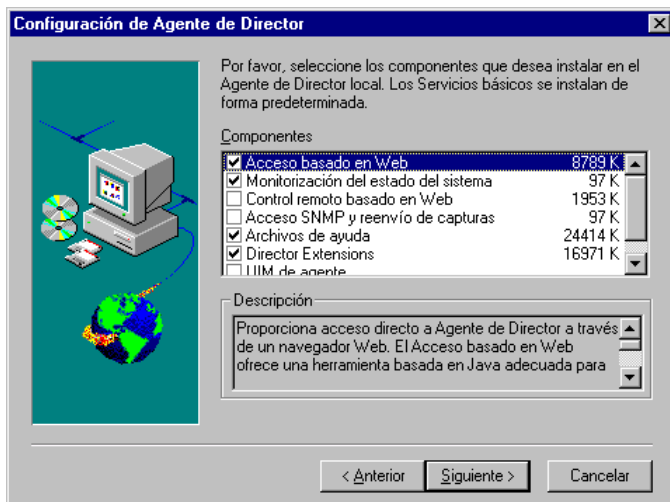 Configuración de Agente de Director
Por favor, seleccione los componentes que desea instalar en el
Agente de Director local. Los Servicios básicos se instalan de
forma predeterminada.
Componentes
Acceso basado en Web 8789 K
Monitorización del estado del sistema 97 K
Control remoto basado en Web 1953 K
Acceso SNMP y reenvío de capturas 97 K
Archivos de ayuda 24414 K
Director Extensions 16971 K
UIM de agente
Descripción
Proporciona acceso directo a Agente de Director a través
de un navegador Web. El Acceso basado en Web
ofrece una herramienta basada en Java adecuada para
< Anterior Siguiente > Cancelar